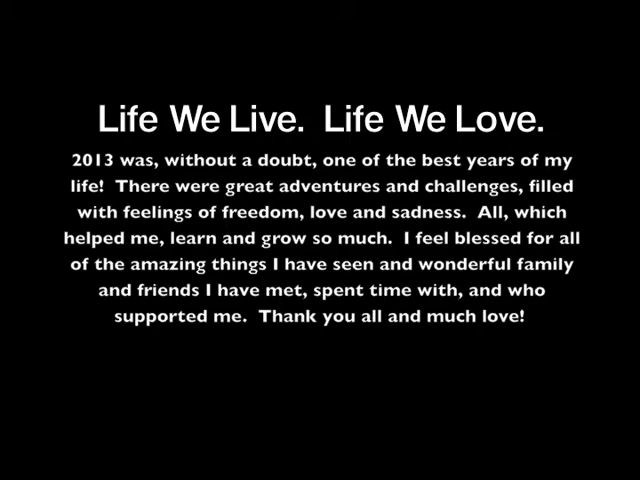 Life We Live.  Life We Love.
2013 was, without a doubt, one of the best years of my
life!  There were great adventures and challenges, filled
with feelings of freedom, love and sadness.  All, which
helped me, learn and grow so much.  I feel blessed for all
of the amazing things I have seen and wonderful family
and friends I have met, spent time with, and who
supported me.  Thank you all and much love!